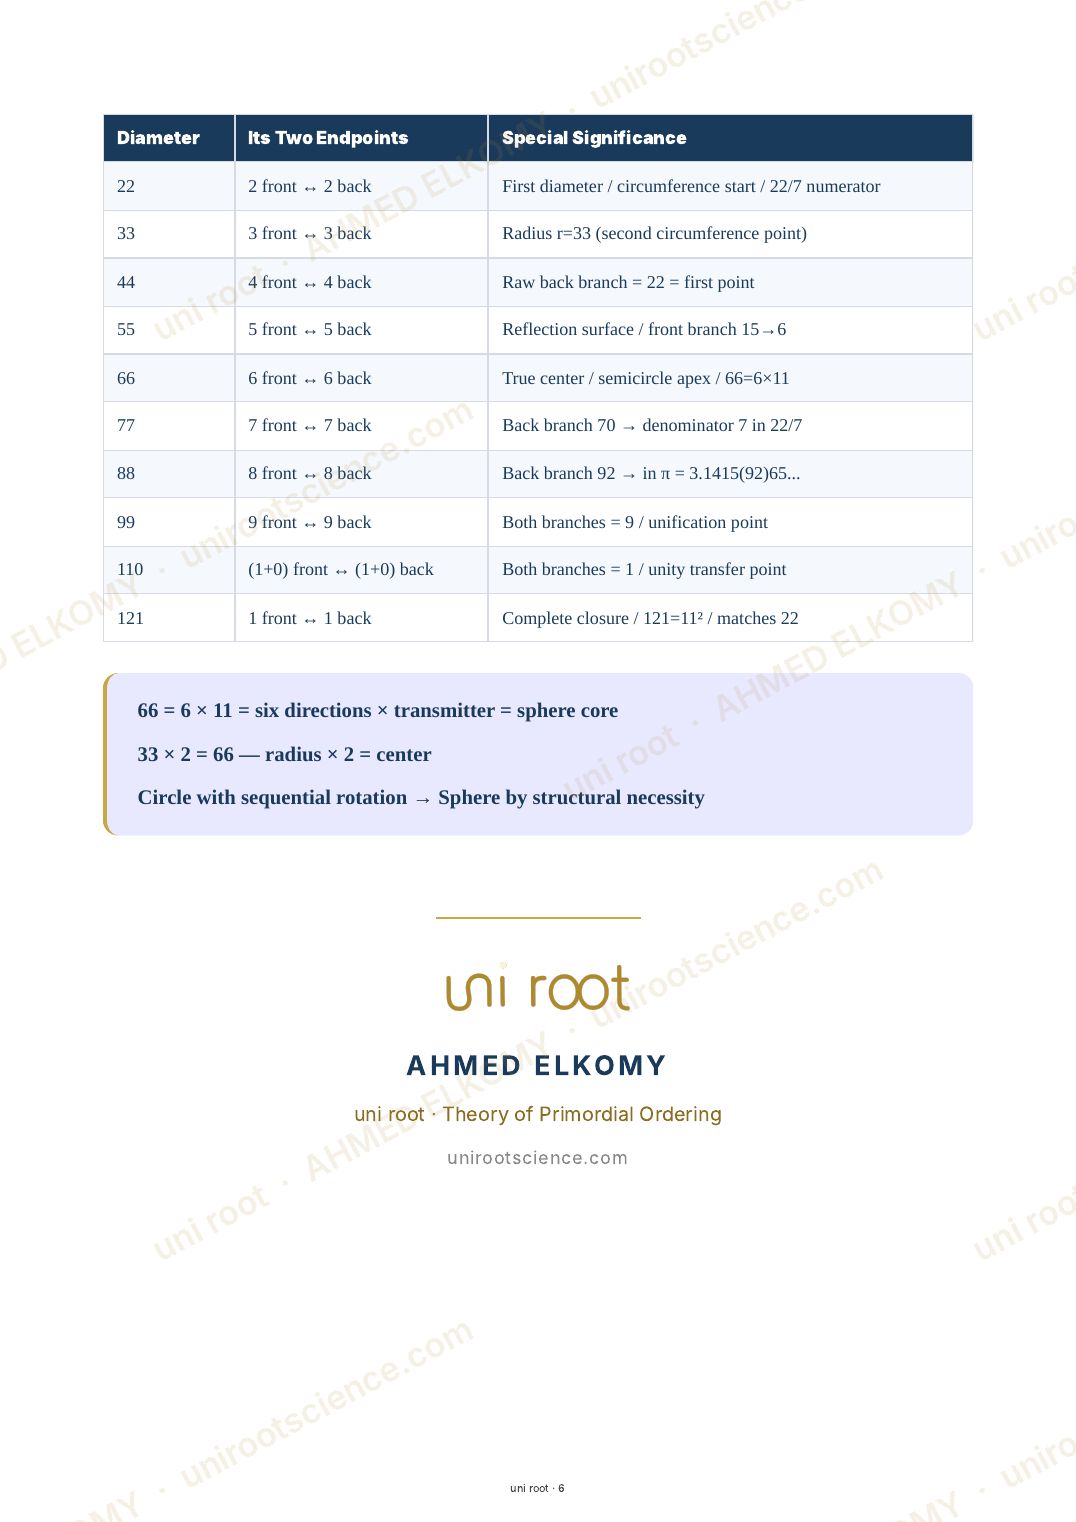 Diameter Its Two Endpoints Special Significance
22 2 front ↔ 2 back First diameter / circumference start / 22/7 numerator
33 3 front ↔ 3 back Radius r=33 (second circumference point)
44 4 front ↔ 4 back Raw back branch = 22 = first point
55 5 front ↔ 5 back Reflection surface / front branch 15→6
66 6 front ↔ 6 back True center / semicircle apex / 66=6×11
77 7 front ↔ 7 back Back branch 70 → denominator 7 in 22/7
88 8 front ↔ 8 back Back branch 92 → in π = 3.1415(92)65...
99 9 front ↔ 9 back Both branches = 9 / unification point
110 (1+0) front ↔ (1+0) back Both branches = 1 / unity transfer point
121 1 front ↔ 1 back Complete closure / 121=11² / matches 22
66 = 6 × 11 = six directions × transmitter = sphere core
33 × 2 = 66 — radius × 2 = center
Circle with sequential rotation → Sphere by structural necessity
uni root
AHMED ELKOMY
uni root · Theory of Primordial Ordering
unirootscience.com
uni root · 6
uni root · AHMED ELKOMY · unirootscience.com